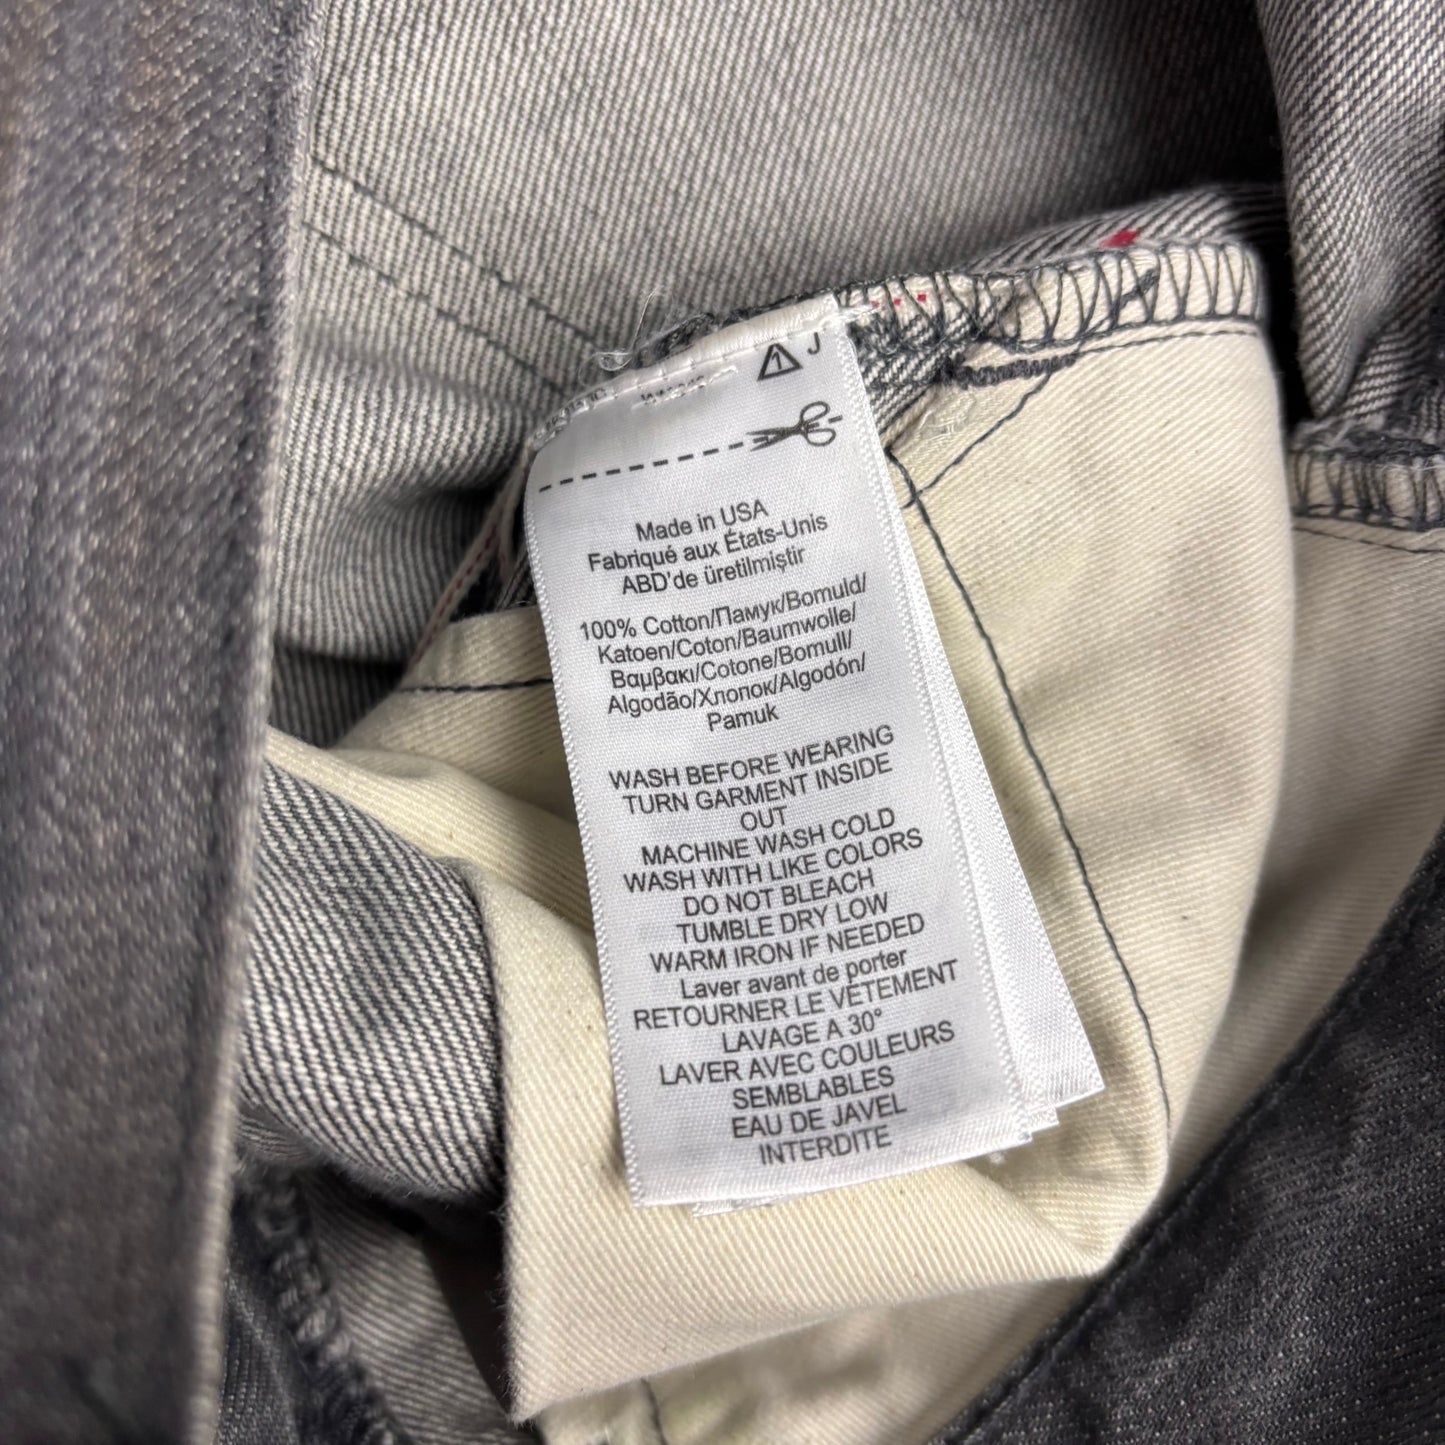 1 J
Made in USA
Fabriqué aux États-Unis
ABD'de üretilmiştir
100% Cotton/Памук/Bomuld/
Katoen/Coton/Baumwolle/
Βαμβακι/Cotone/Bomull/
Algodão/Хлопок/Algodón/
Pamuk
WASH BEFORE WEARING
TURN GARMENT INSIDE
OUT
MACHINE WASH COLD
WASH WITH LIKE COLORS
DO NOT BLEACH
TUMBLE DRY LOW
WARM IRON IF NEEDED
Laver avant de porter
RETOURNER LE VÊTEMENT
LAVAGE A 30°
LAVER AVEC COULEURS
SEMBLABLES
EAU DE JAVEL
INTERDITE